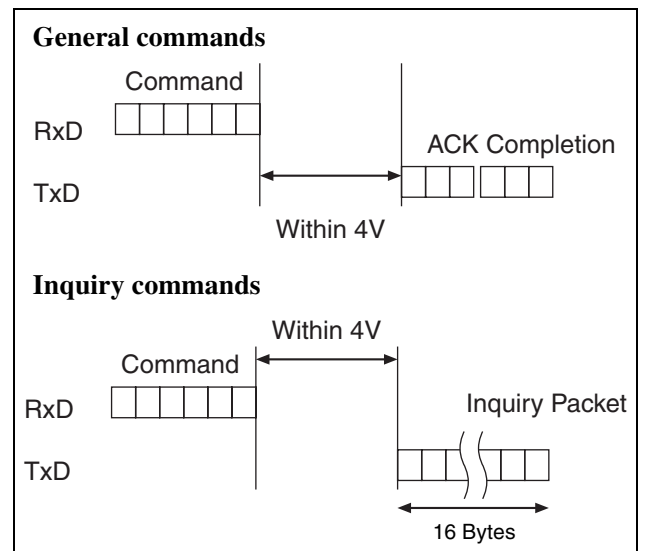 General commands
Command
RxD
ACK Completion
TxD
Within 4V
Inquiry commands
Within 4V
Command
RxD
Inquiry Packet
TxD
16 Bytes